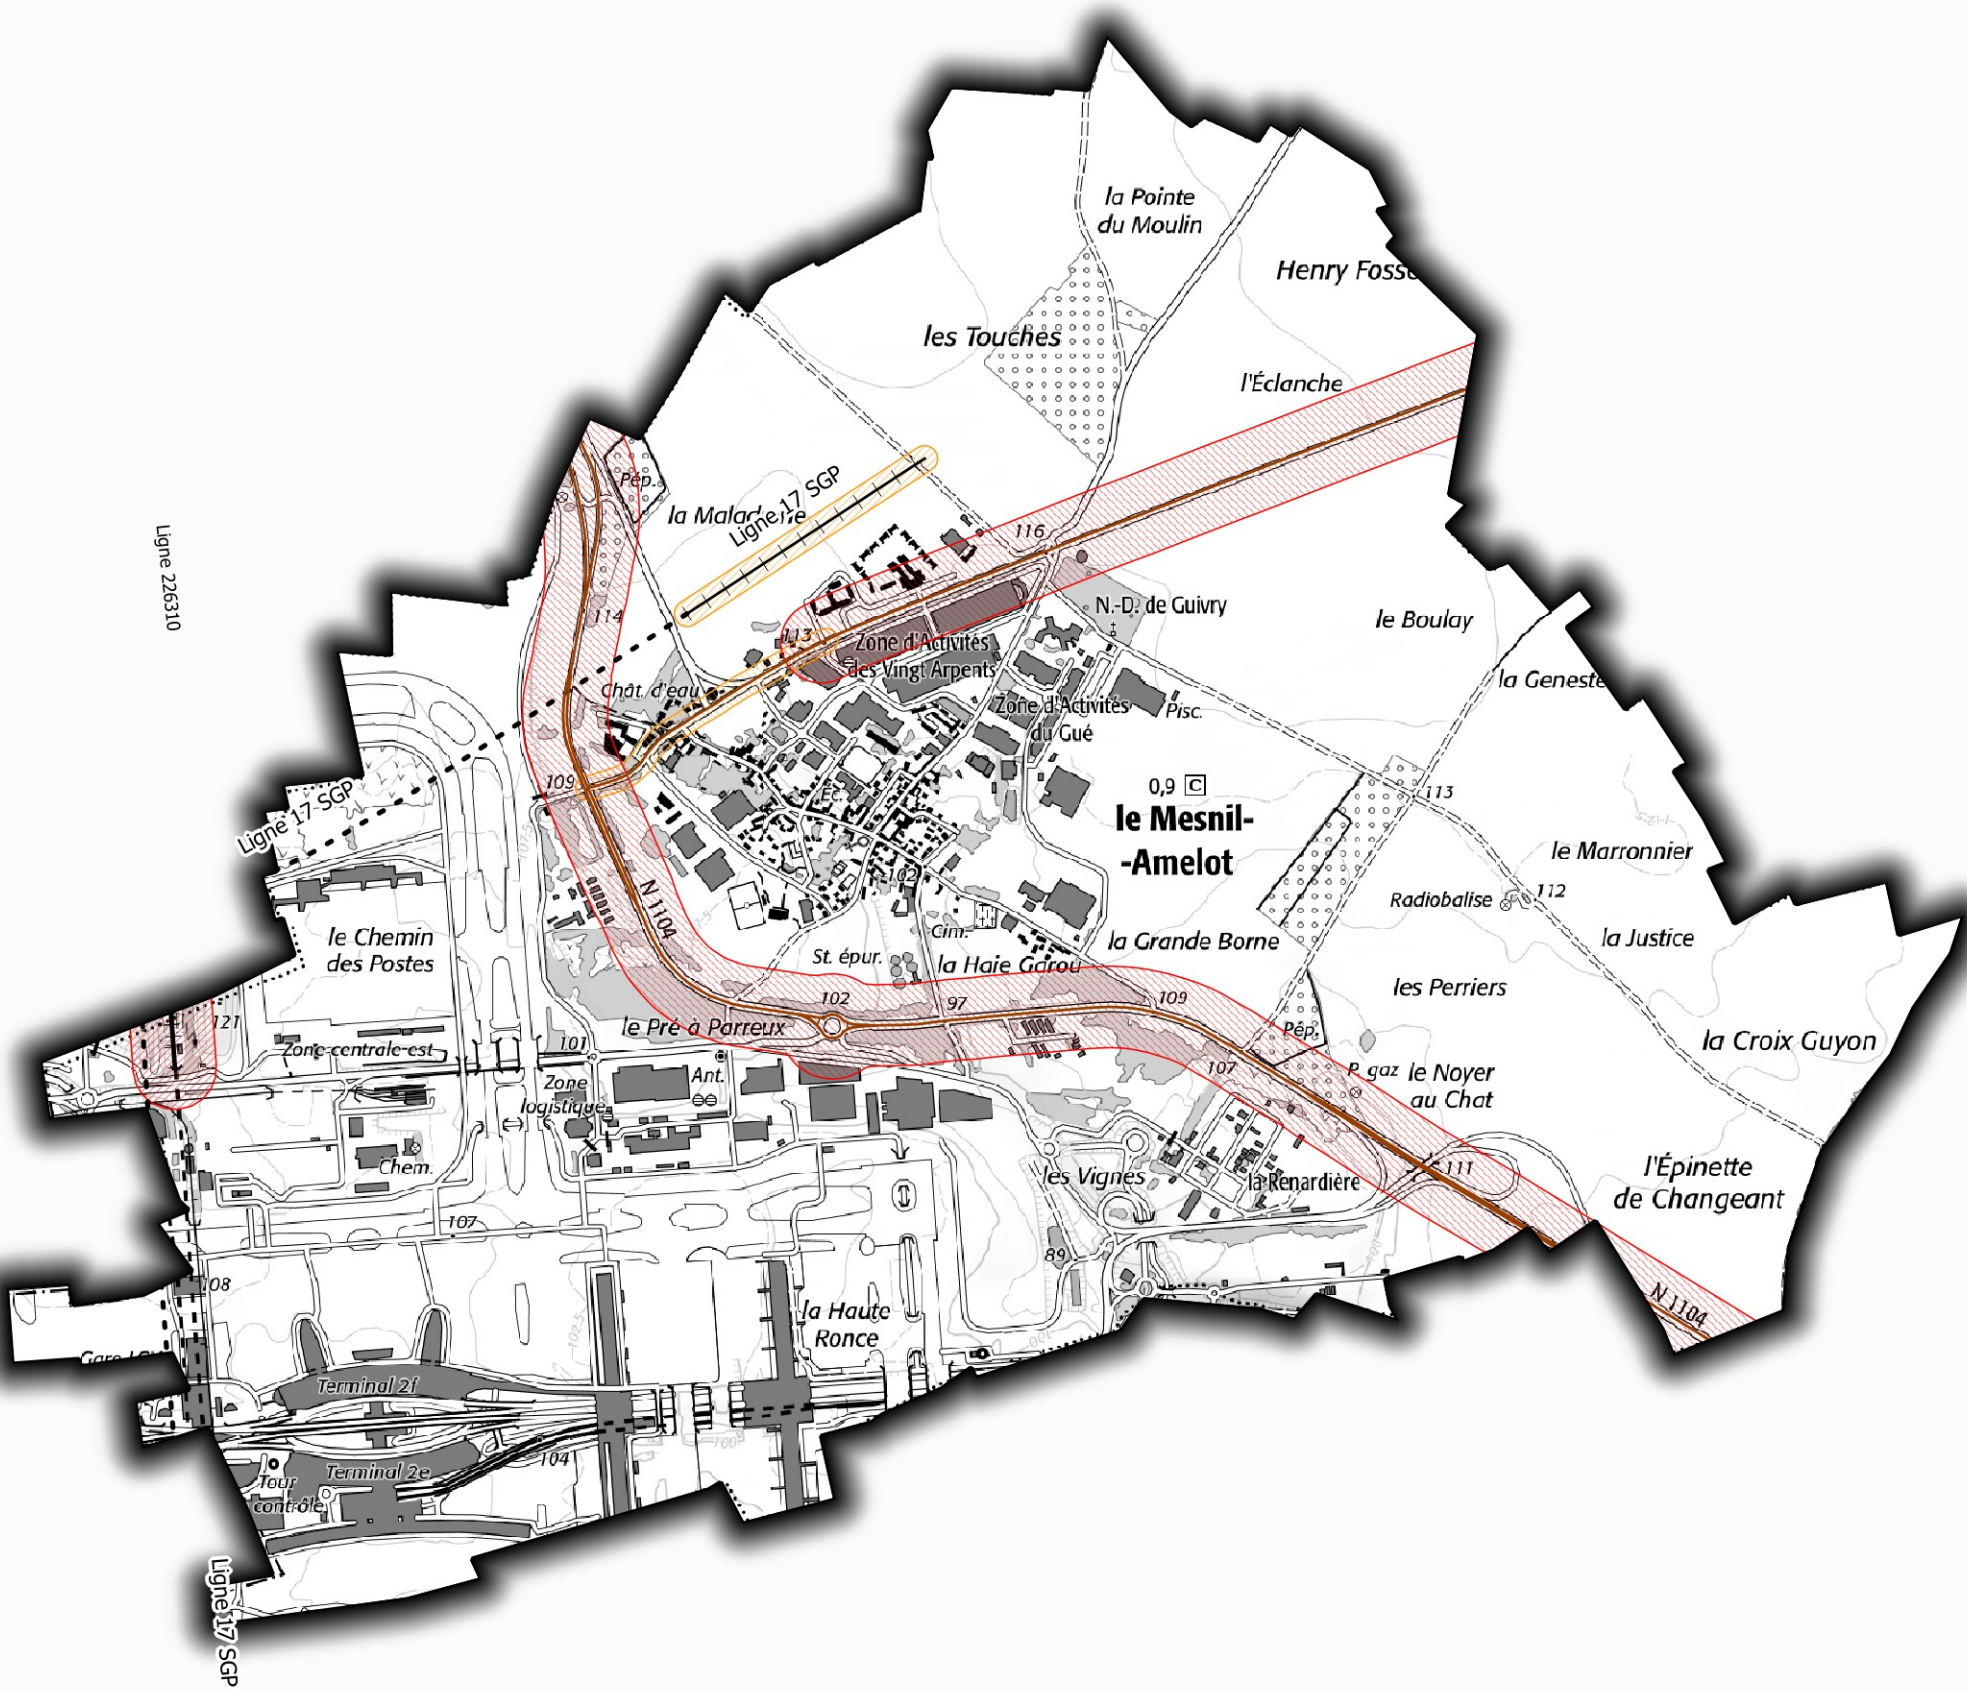 la Pointe
du Moulin
Henry Foss
les Touches
l'Éclanche
Pép.
la Malad
Ligne 17 SGP
Ligne 226310
116
114
N.-D. de Guivry
113
Zone d'Activités
des Vingt Arpents
le Boulay
la Geneste
Chât. d'eau
Zone d'Activités
du Gué
Pisc.
109
Ligne 17 SGP
Éc.
0,9 C
le Mesnil-
-Amelot
113
le Marronnier
102
N 1104
Radiobalise
112
le Chemin
des Postes
Cim.
la Grande Borne
la Justice
St. épur.
la Haie Garou
les Perriers
102
97
109
121
le Pré à Parreux
Pép.
la Croix Guyon
Zone centrale est
101
107
P. gaz
le Noyer
au Chat
Zone
logistique
Ant.
Chem.
les Vignes
la Renardière
111
l'Épinette
de Changeant
107
89
108
la Haute
Ronce
N 1104
Terminal 2f
100
104
Terminal 2e
Tour
contrôle
Ligne 17 SGP